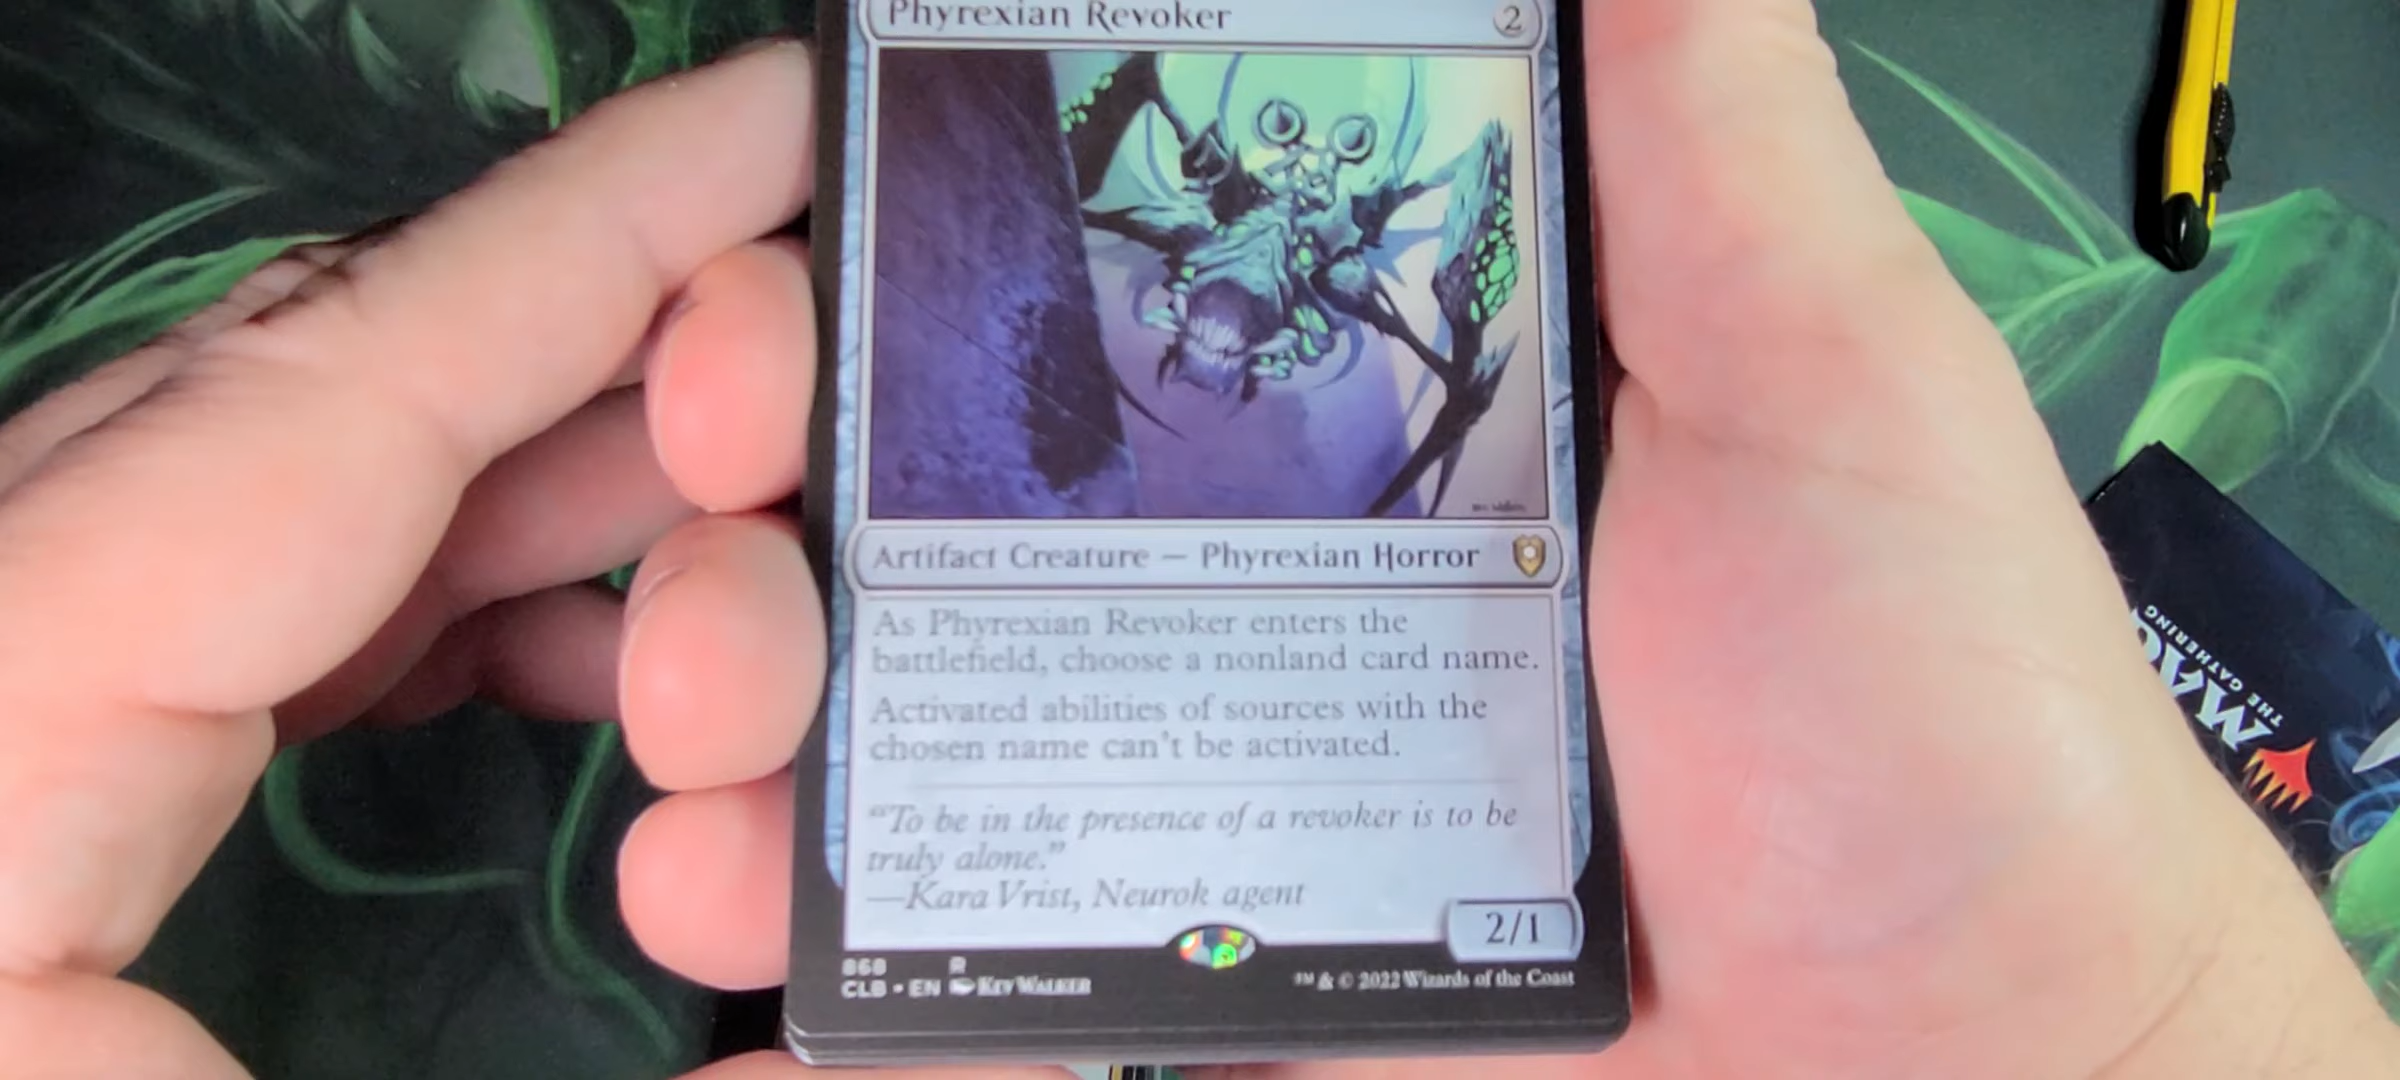 Phyrexian Revoker 2
Artifact Creature — Phyrexian Horror
As Phyrexian Revoker enters the
battlefield, choose a nonland card name.
Activated abilities of sources with the
chosen name can't be activated.
“To be in the presence of a revoker is to be
truly alone.”
—Kara Vrist, Neurok agent
2/1
868 R
CLB • EN Kev Walker
™ & © 2022 Wizards of the Coast
THE GATHERING